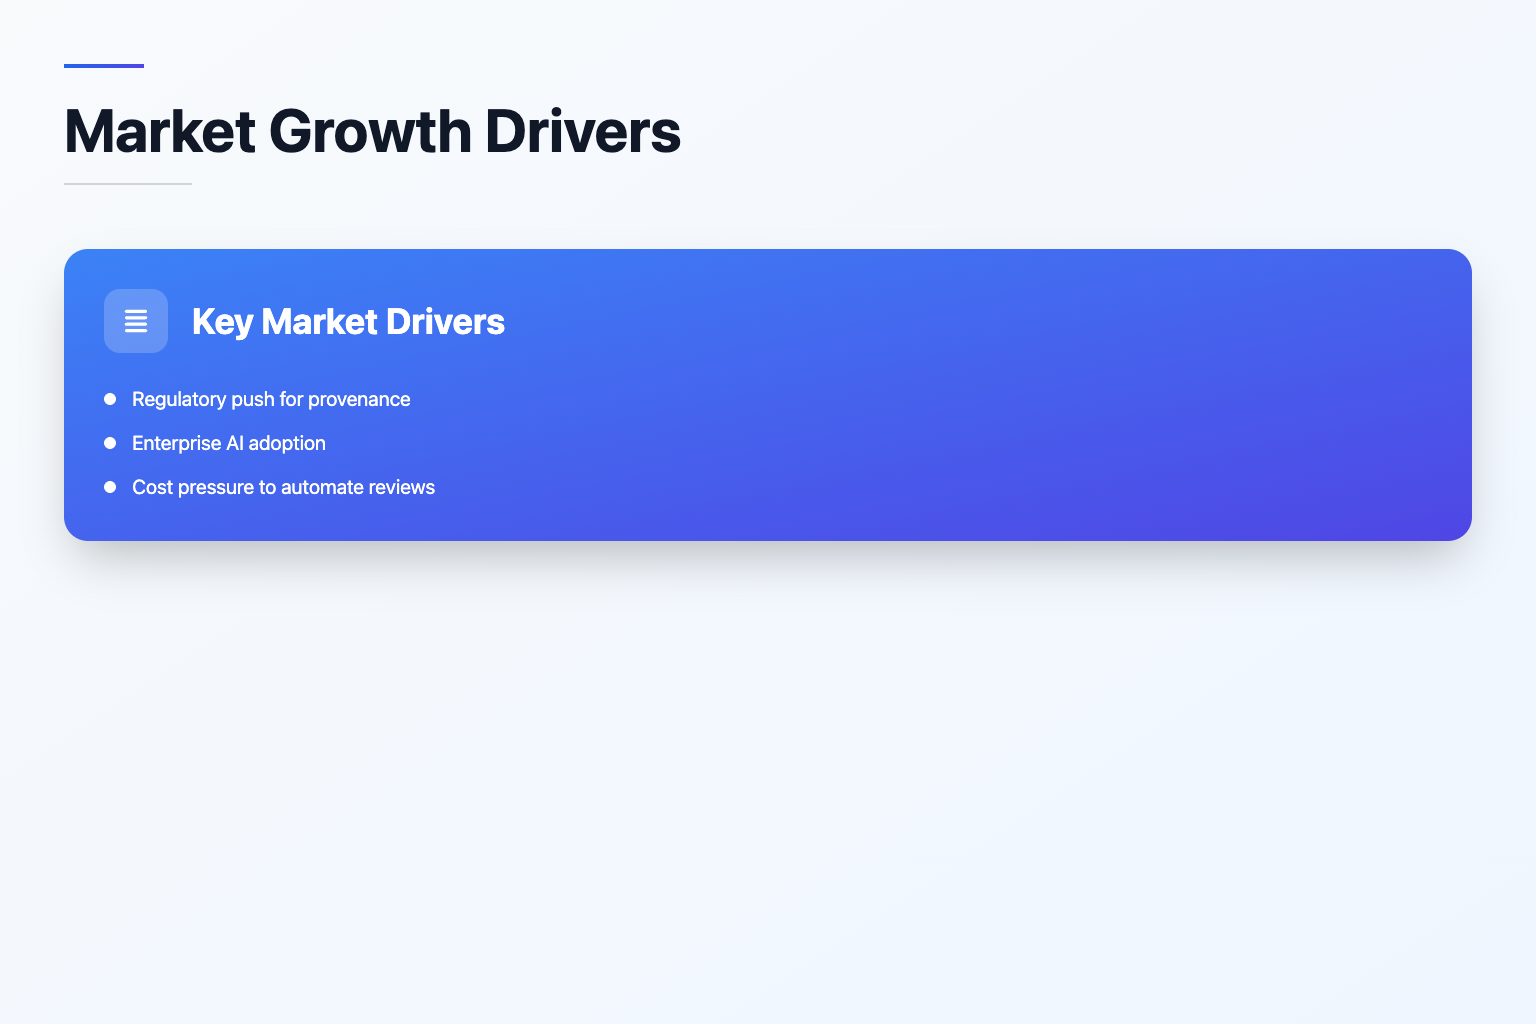 Market Growth Drivers
Key Market Drivers
Regulatory push for provenance
Enterprise AI adoption
Cost pressure to automate reviews